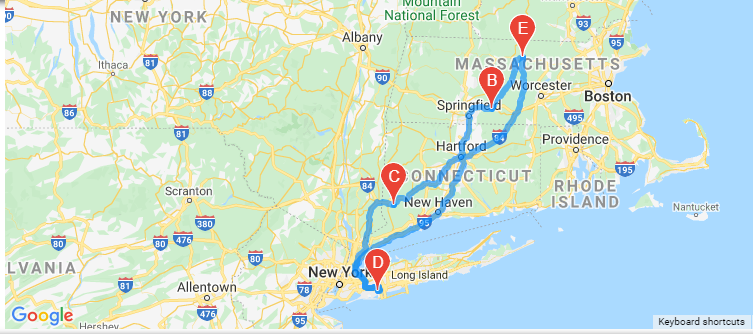 Mountain
National Forest
NEW YORK
93
95
Albany
E
Ithaca
86
81
88
90
MASSACHUSETTS
B
Worcester
Boston
Springfield
86
495
81
84
Providence
Hartford
C
84
CONNECTICUT
195
Scranton
RHODE
ISLAND
380
New Haven
Nantucket
95
81
80
476
D
LVANIA
New York
Long Island
Allentown
78
476
95
Google
Hershey
Keyboard shortcuts